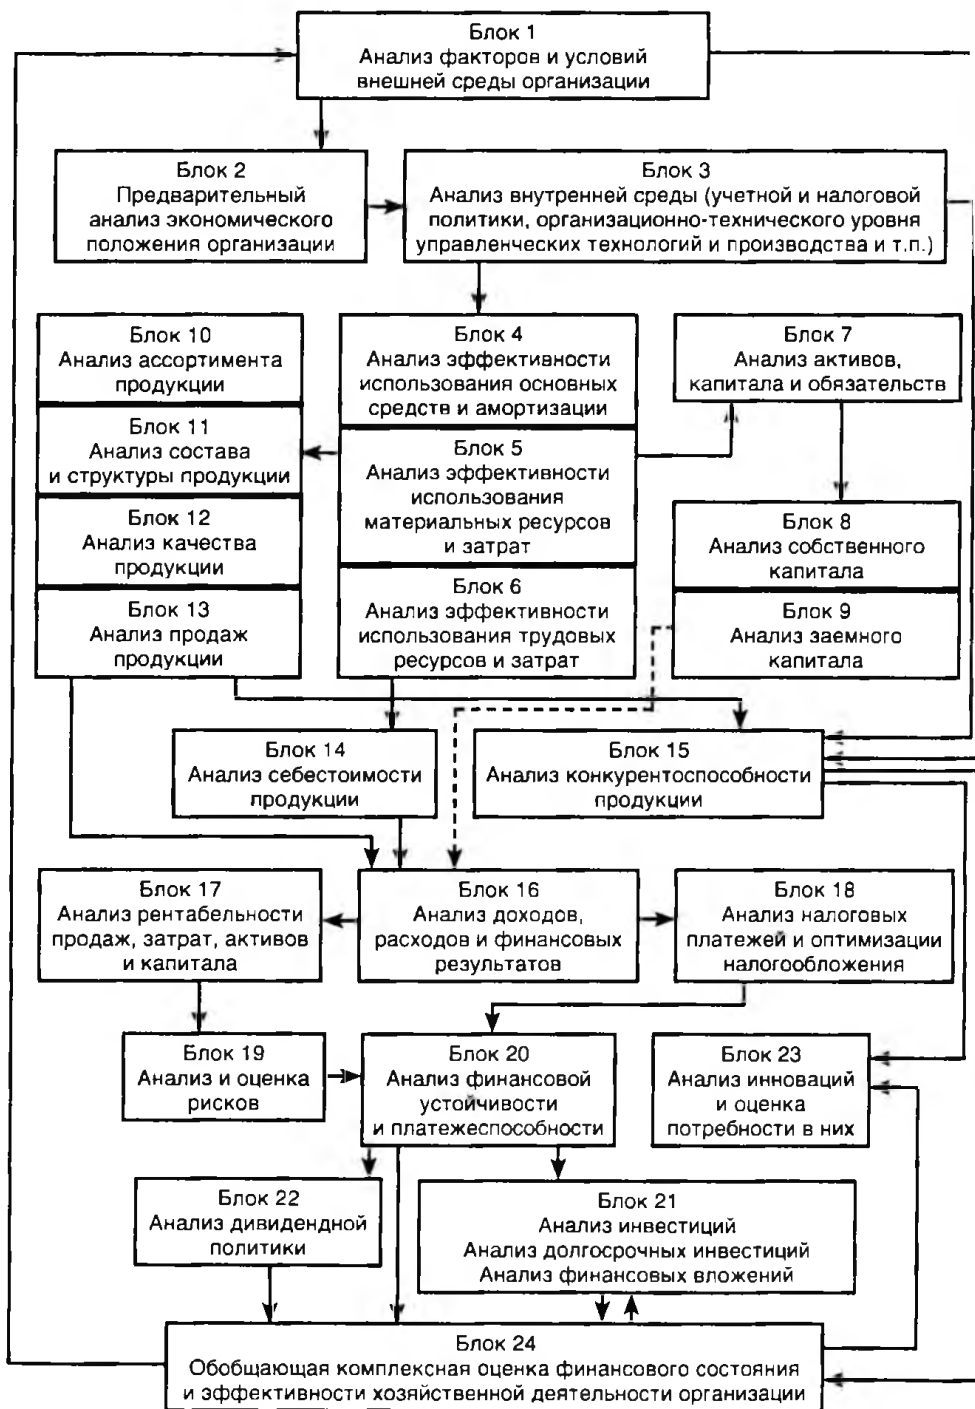 Блок 1
Анализ факторов и условий
внешней среды организации
Блок 2
Предварительный
анализ экономического
положения организации
Блок 3
Анализ внутренней среды (учетной и налоговой
политики, организационно-технического уровня
управленческих технологий и производства и т.п.)
Блок 10
Анализ ассортимента
продукции
Блок 11
Анализ состава
и структуры продукции
Блок 12
Анализ качества
продукции
Блок 13
Анализ продаж
продукции
Блок 4
Анализ эффективности
использования основных
средств и амортизации
Блок 5
Анализ эффективности
использования
материальных ресурсов
и затрат
Блок 6
Анализ эффективности
использования трудовых
ресурсов и затрат
Блок 7
Анализ активов,
капитала и обязательств
Блок 8
Анализ собственного
капитала
Блок 9
Анализ заемного
капитала
Блок 14
Анализ себестоимости
продукции
Блок 15
Анализ конкурентоспособности
продукции
Блок 17
Анализ рентабельности
продаж, затрат, активов
и капитала
Блок 16
Анализ доходов,
расходов и финансовых
результатов
Блок 18
Анализ налоговых
платежей и оптимизации
налогообложения
Блок 19
Анализ и оценка
рисков
Блок 20
Анализ финансовой
устойчивости
и платежеспособности
Блок 23
Анализ инноваций
и оценка
потребности в них
Блок 22
Анализ дивидендной
политики
Блок 21
Анализ инвестиций
Анализ долгосрочных инвестиций
Анализ финансовых вложений
Блок 24
Обобщающая комплексная оценка финансового состояния
и эффективности хозяйственной деятельности организации